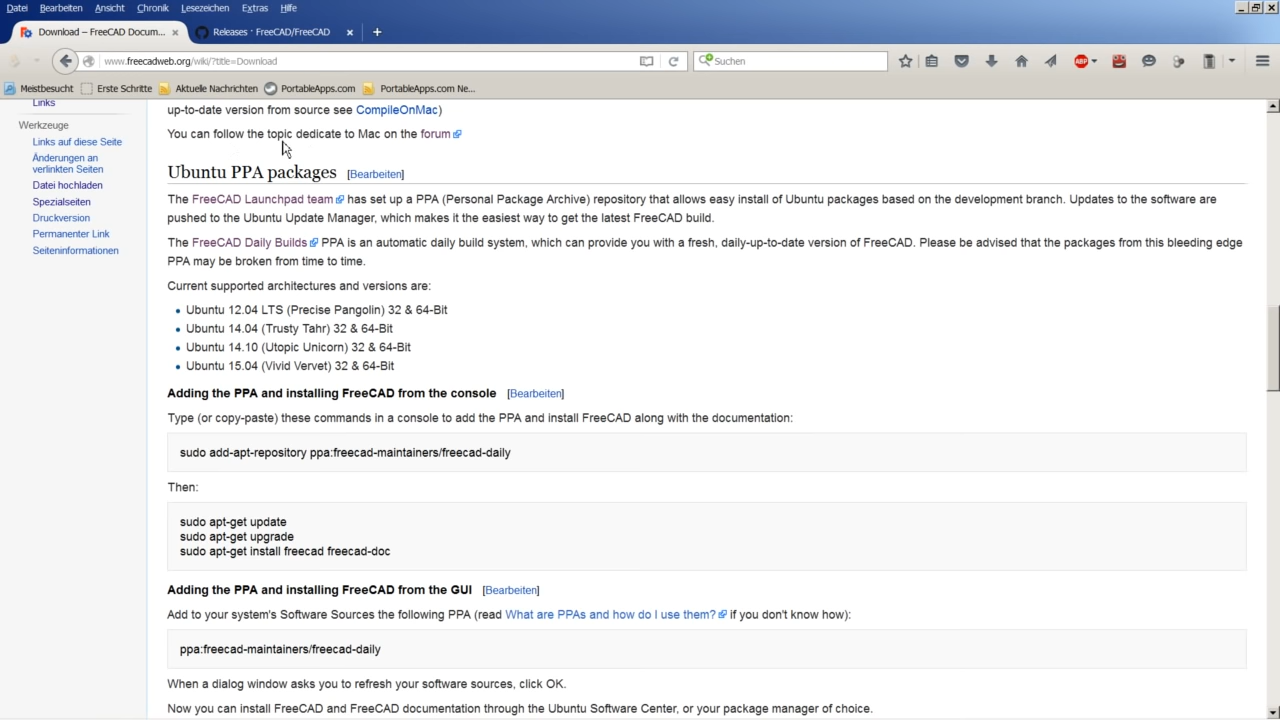 Datei Bearbeiten Ansicht Chronik Lesezeichen Extras Hilfe
Download – FreeCAD Docum... Releases · FreeCAD/FreeCAD
www.freecadweb.org/wiki/?title=Download Suchen
Meistbesucht Erste Schritte Aktuelle Nachrichten PortableApps.com PortableApps.com Ne...
Links
Werkzeuge
Links auf diese Seite
Änderungen an
verlinkten Seiten
Datei hochladen
Spezialseiten
Druckversion
Permanenter Link
Seiteninformationen
up-to-date version from source see CompileOnMac)
You can follow the topic dedicate to Mac on the forum
Ubuntu PPA packages [Bearbeiten]
The FreeCAD Launchpad team has set up a PPA (Personal Package Archive) repository that allows easy install of Ubuntu packages based on the development branch. Updates to the software are
pushed to the Ubuntu Update Manager, which makes it the easiest way to get the latest FreeCAD build.
The FreeCAD Daily Builds PPA is an automatic daily build system, which can provide you with a fresh, daily-up-to-date version of FreeCAD. Please be advised that the packages from this bleeding edge
PPA may be broken from time to time.
Current supported architectures and versions are:
Ubuntu 12.04 LTS (Precise Pangolin) 32 & 64-Bit
Ubuntu 14.04 (Trusty Tahr) 32 & 64-Bit
Ubuntu 14.10 (Utopic Unicorn) 32 & 64-Bit
Ubuntu 15.04 (Vivid Vervet) 32 & 64-Bit
Adding the PPA and installing FreeCAD from the console [Bearbeiten]
Type (or copy-paste) these commands in a console to add the PPA and install FreeCAD along with the documentation:
sudo add-apt-repository ppa:freecad-maintainers/freecad-daily
Then:
sudo apt-get update
sudo apt-get upgrade
sudo apt-get install freecad freecad-doc
Adding the PPA and installing FreeCAD from the GUI [Bearbeiten]
Add to your system's Software Sources the following PPA (read What are PPAs and how do I use them? if you don't know how):
ppa:freecad-maintainers/freecad-daily
When a dialog window asks you to refresh your software sources, click OK.
Now you can install FreeCAD and FreeCAD documentation through the Ubuntu Software Center, or your package manager of choice.